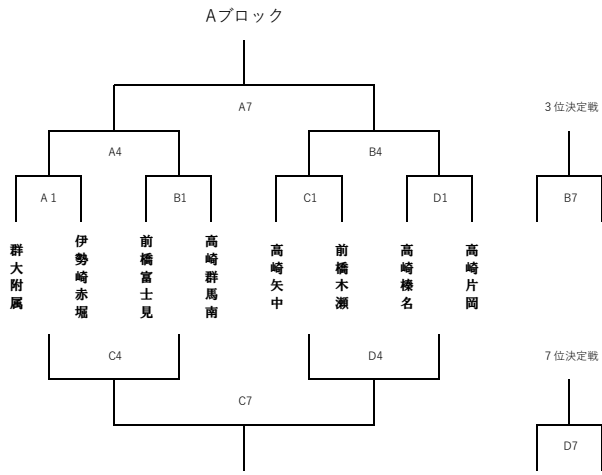 Aブロック
A7
3位決定戦
A4
B4
A 1
B1
C1
D1
B7
群大附属
伊勢崎赤堀
前橋富士見
高崎群馬南
高崎矢中
前橋木瀬
高崎榛名
高崎片岡
C4
D4
7位決定戦
C7
D7